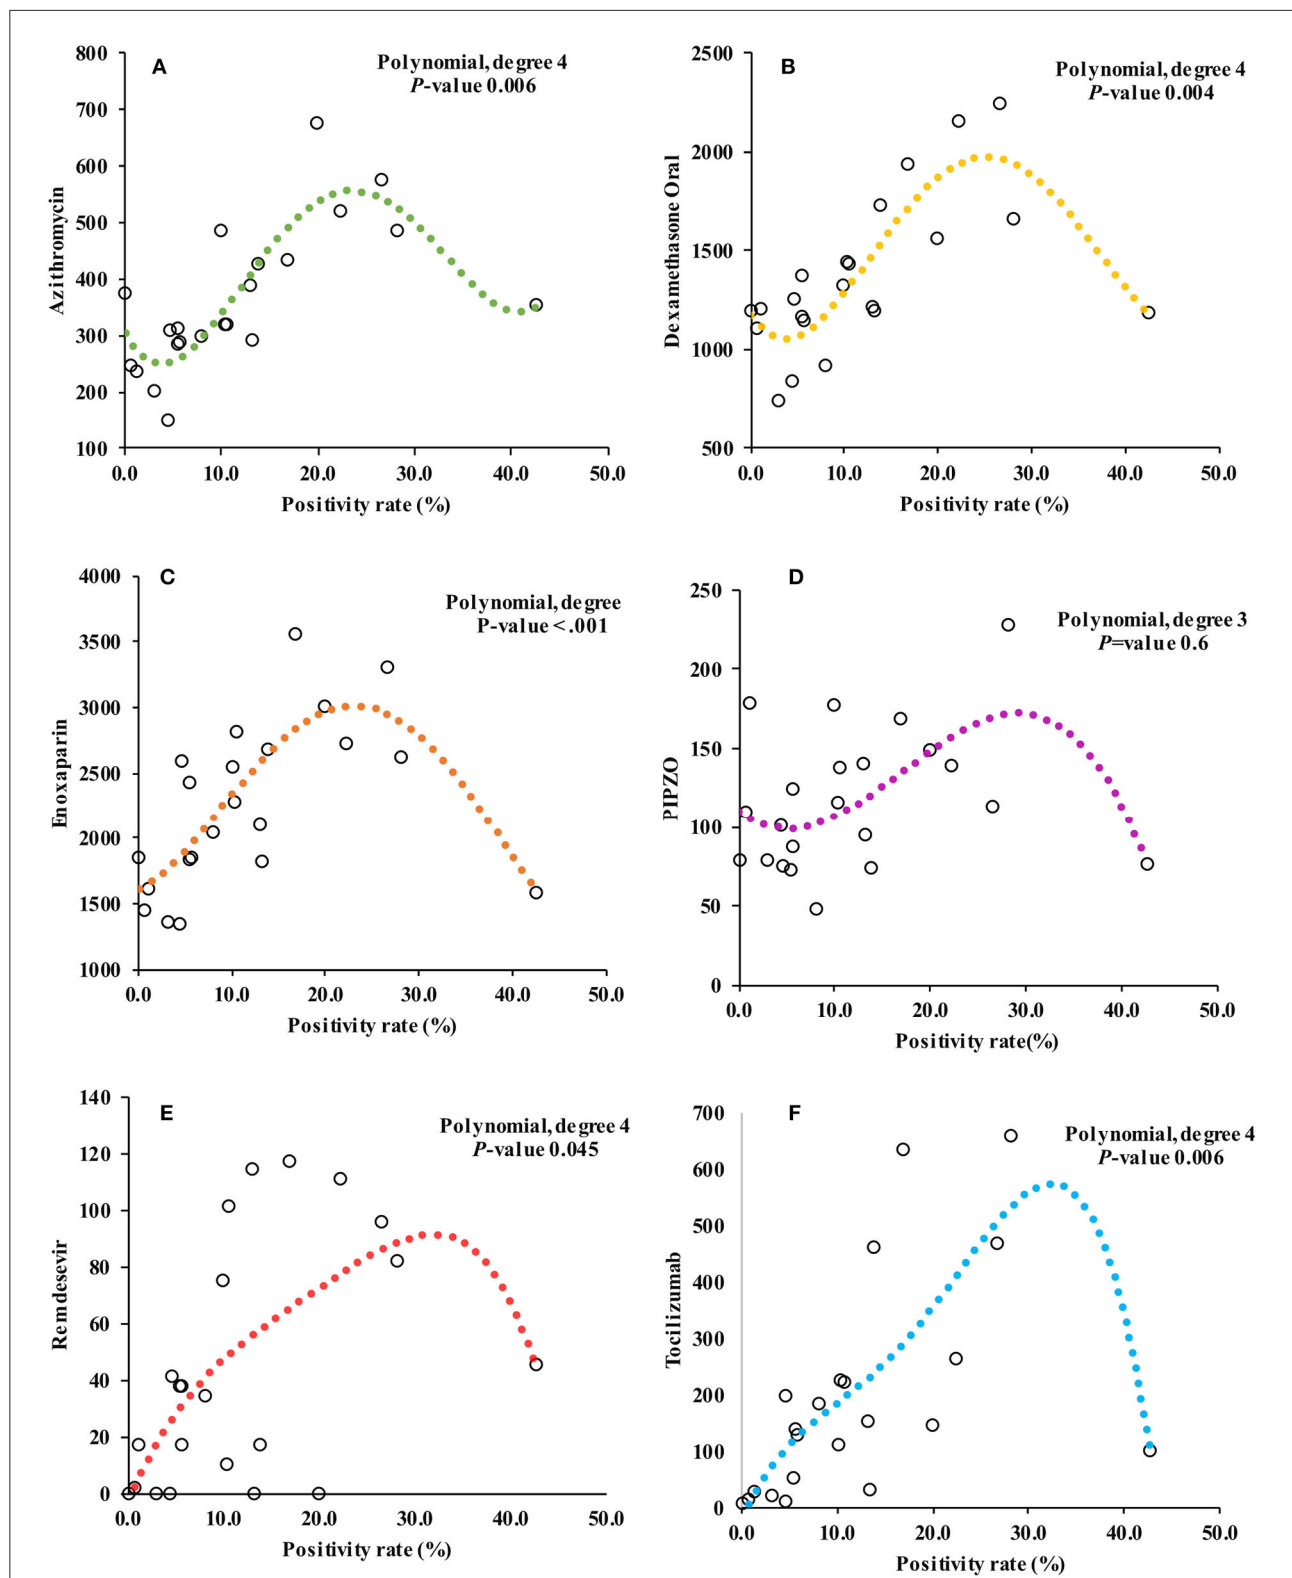 A
Polynomial, degree 4
P-value 0.006
Azithromycin
800
700
600
500
400
300
200
100
0.0 10.0 20.0 30.0 40.0 50.0
Positivity rate (%)
B
Polynomial, degree 4
P-value 0.004
Dexamethasone Oral
2500
2000
1500
1000
500
0.0 10.0 20.0 30.0 40.0 50.0
Positivity rate (%)
C
Polynomial, degree
P-value < .001
Enoxaparin
4000
3500
3000
2500
2000
1500
1000
0.0 10.0 20.0 30.0 40.0 50.0
Positivity rate (%)
D
Polynomial, degree 3
P=value 0.6
PIPZO
250
200
150
100
50
0
0.0 10.0 20.0 30.0 40.0 50.0
Positivity rate(%)
E
Polynomial, degree 4
P-value 0.045
Remdesevir
140
120
100
80
60
40
20
0
0.0 10.0 20.0 30.0 40.0 50.0
Positivity rate (%)
F
Polynomial, degree 4
P-value 0.006
Tocilizumab
700
600
500
400
300
200
100
0
0.0 10.0 20.0 30.0 40.0 50.0
Positivity rate (%)